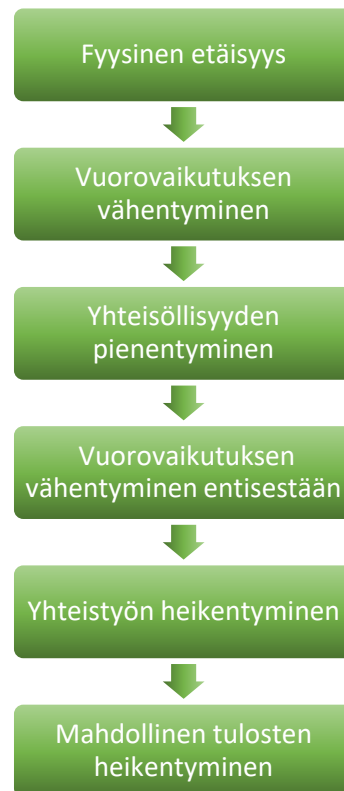 Fyysinen etäisyys
Vuorovaikutuksen
vähentyminen
Yhteisöllisyyden
pienentyminen
Vuorovaikutuksen
vähentyminen entisestään
Yhteistyön heikentyminen
Mahdollinen tulosten
heikentyminen